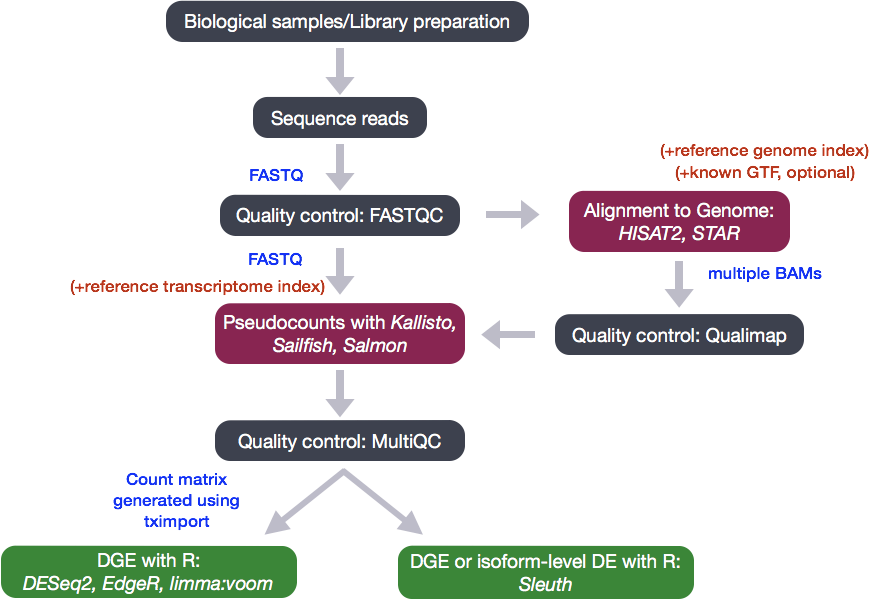 Biological samples/Library preparation
Sequence reads
FASTQ
(+reference genome index)
(+known GTF, optional)
Quality control: FASTQC
Alignment to Genome:
HISAT2, STAR
FASTQ
(+reference transcriptome index)
multiple BAMs
Pseudocounts with Kallisto,
Sailfish, Salmon
Quality control: Qualimap
Quality control: MultiQC
Count matrix
generated using
tximport
DGE with R:
DESeq2, EdgeR, limma:voom
DGE or isoform-level DE with R:
Sleuth